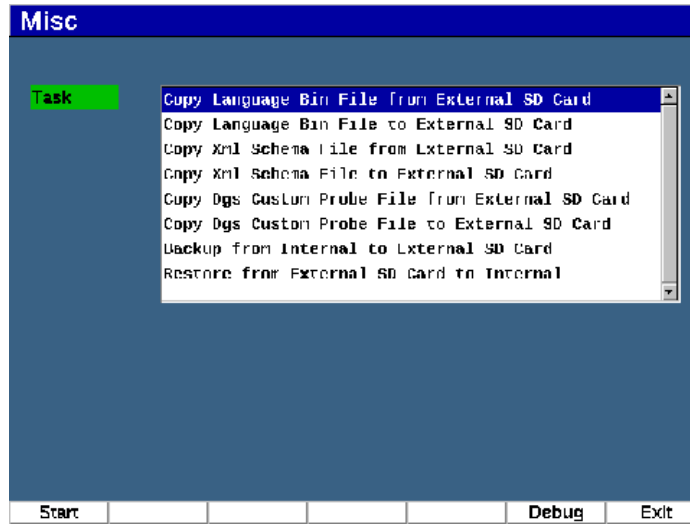 Misc
Task
Copy Language Bin File from External SD Card
Copy Language Bin File to External SD Card
Copy Xml Schema File from External SD Card
Copy Xml Schema File to External SD Card
Copy Dgs Custom Probe File from External SD Card
Copy Dgs Custom Probe File to External SD Card
Backup from Internal to External SD Card
Restore from External SD Card to Internal
Start Debug Exit